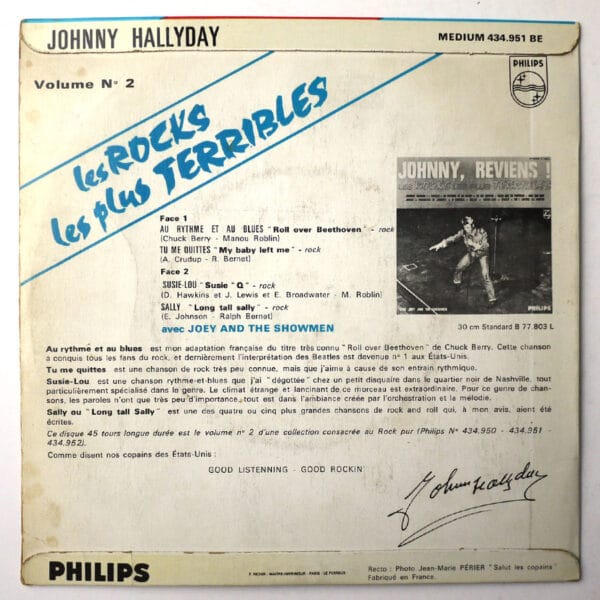 JOHNNY HALLYDAY
MEDIUM 434.951 BE
PHILIPS
Volume N° 2
les ROCKS
les plus TERRIBLES
JOHNNY, REVIENS !
LES ROCKS LES PLUS TERRIBLES
PHILIPS
30 cm Standard B 77.803 L
Face 1
AU RYTHME ET AU BLUES "Roll over Beethoven" - rock
(Chuck Berry - Manou Roblin)
TU ME QUITTES "My baby left me" - rock
(A. Crudup - R. Bernet)
Face 2
SUSIE-LOU "Susie "Q" - rock
(D. Hawkins et J. Lewis et E. Broadwater - M. Roblin)
SALLY "Long tall sally" - rock
(E. Johnson - Ralph Bernet)
avec JOEY AND THE SHOWMEN
Au rythme et au blues est mon adaptation française du titre très connu "Roll over Beethoven" de Chuck Berry. Cette chanson
a conquis tous les fans du rock, et dernièrement l'interprétation des Beatles est devenue n° 1 aux États-Unis.
Tu me quittes est une chanson de rock très peu connue, mais que j'aime à cause de son entrain rythmique.
Susie-Lou est une chanson rythme-et-blues que j'ai "dégottée" chez un petit disquaire dans le quartier noir de Nashville, tout
particulièrement spécialisé dans le genre. Le climat étrange et lancinant de ce morceau est extraordinaire. Pour ce genre de chan-
sons, les paroles n'ont que très peu d'importance, tout est dans l'ambiance créée par l'orchestration et la mélodie.
Sally ou "Long tall Sally" est une des quatre ou cinq plus grandes chansons de rock and roll qui, à mon avis, aient été
écrites.
Ce disque 45 tours longue durée est le volume n° 2 d'une collection consacrée au Rock pur (Philips N° 434.950 - 434.951 -
434.952).
Comme disent nos copains des États-Unis :
GOOD LISTENNING - GOOD ROCKIN'
Johnny Hallyday
PHILIPS
Recto : Photo Jean-Marie PÉRIER "Salut les copains"
Fabriqué en France.